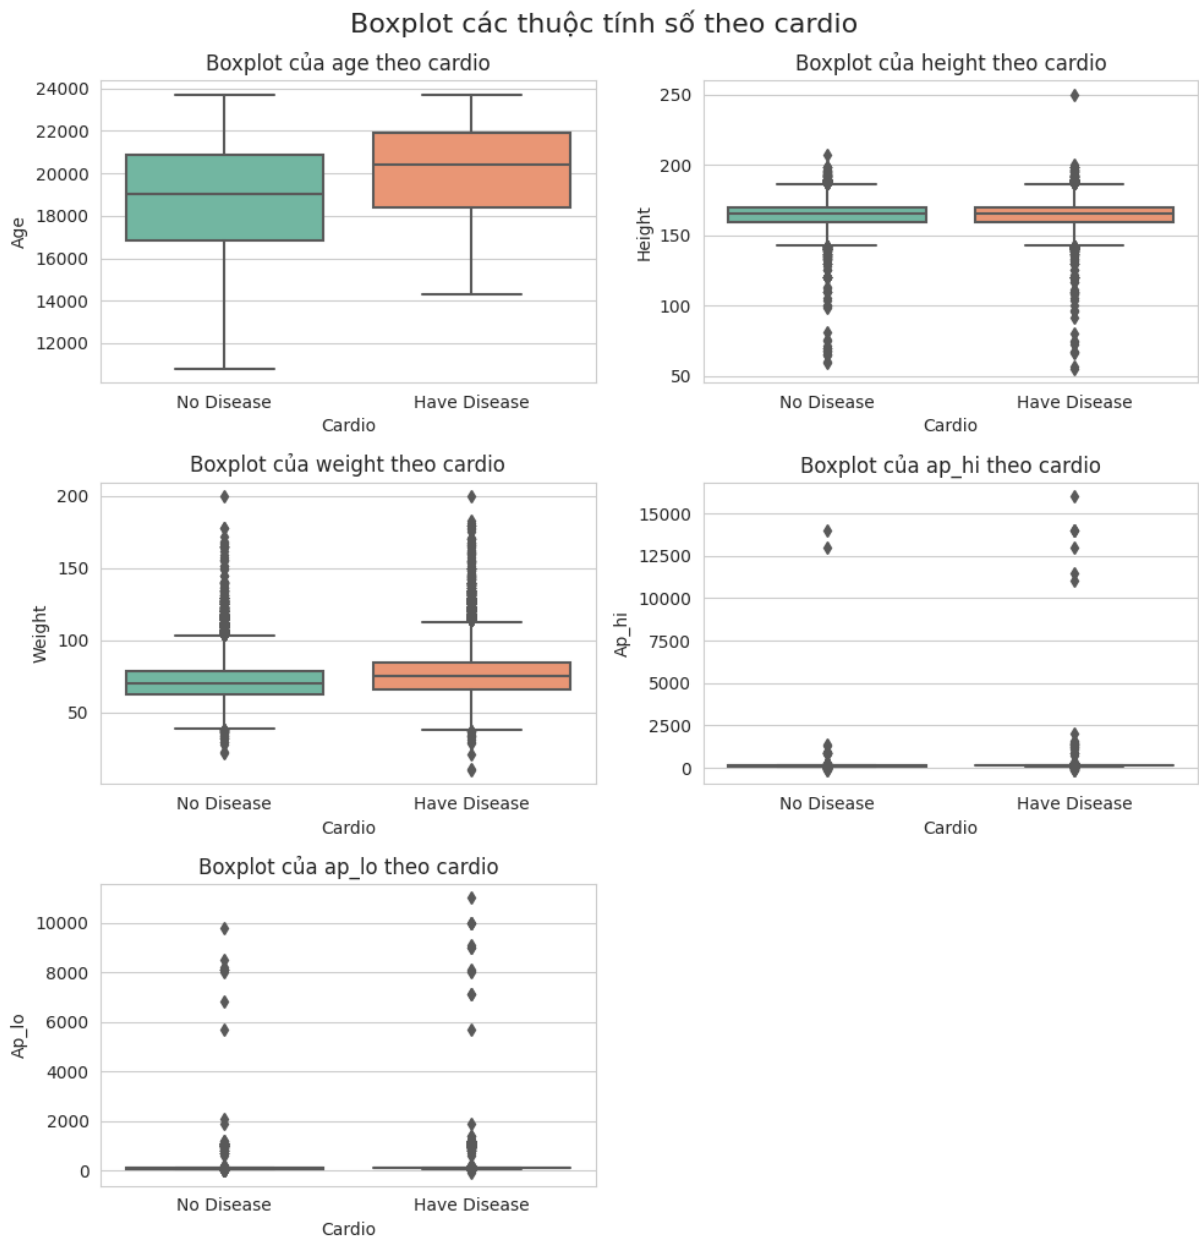 Boxplot các thuộc tính số theo cardio
Boxplot của age theo cardio
24000
22000
20000
18000
16000
14000
12000
Age
No Disease
Have Disease
Cardio
Boxplot của height theo cardio
250
200
150
100
50
Height
No Disease
Have Disease
Cardio
Boxplot của weight theo cardio
200
150
100
50
Weight
No Disease
Have Disease
Cardio
Boxplot của ap_hi theo cardio
15000
12500
10000
7500
5000
2500
0
Ap_hi
No Disease
Have Disease
Cardio
Boxplot của ap_lo theo cardio
10000
8000
6000
4000
2000
0
Ap_lo
No Disease
Have Disease
Cardio